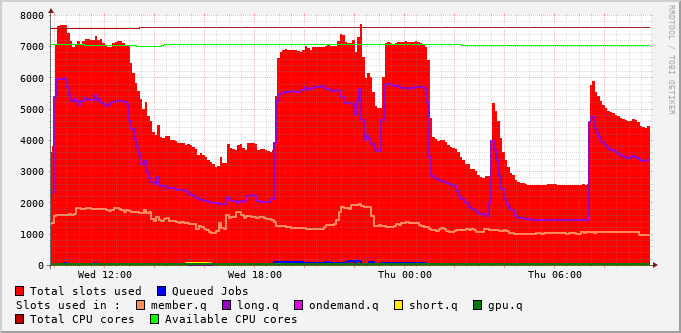 8000
7000
6000
5000
4000
3000
2000
1000
0
Wed 12:00 Wed 18:00 Thu 00:00 Thu 06:00
Total slots used Queued Jobs
Slots used in : member.q long.q ondemand.q short.q gpu.q
Total CPU cores Available CPU cores
RRDTOOL / TOBI OETIKER